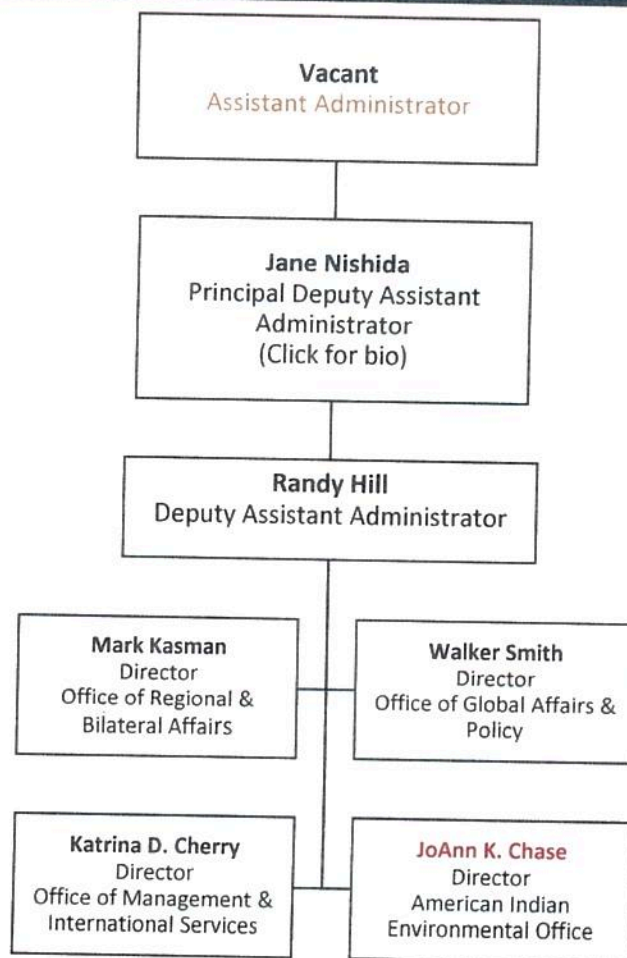 Vacant
Assistant Administrator
Jane Nishida
Principal Deputy Assistant
Administrator
(Click for bio)
Randy Hill
Deputy Assistant Administrator
Mark Kasman
Director
Office of Regional &
Bilateral Affairs
Walker Smith
Director
Office of Global Affairs &
Policy
Katrina D. Cherry
Director
Office of Management &
International Services
JoAnn K. Chase
Director
American Indian
Environmental Office